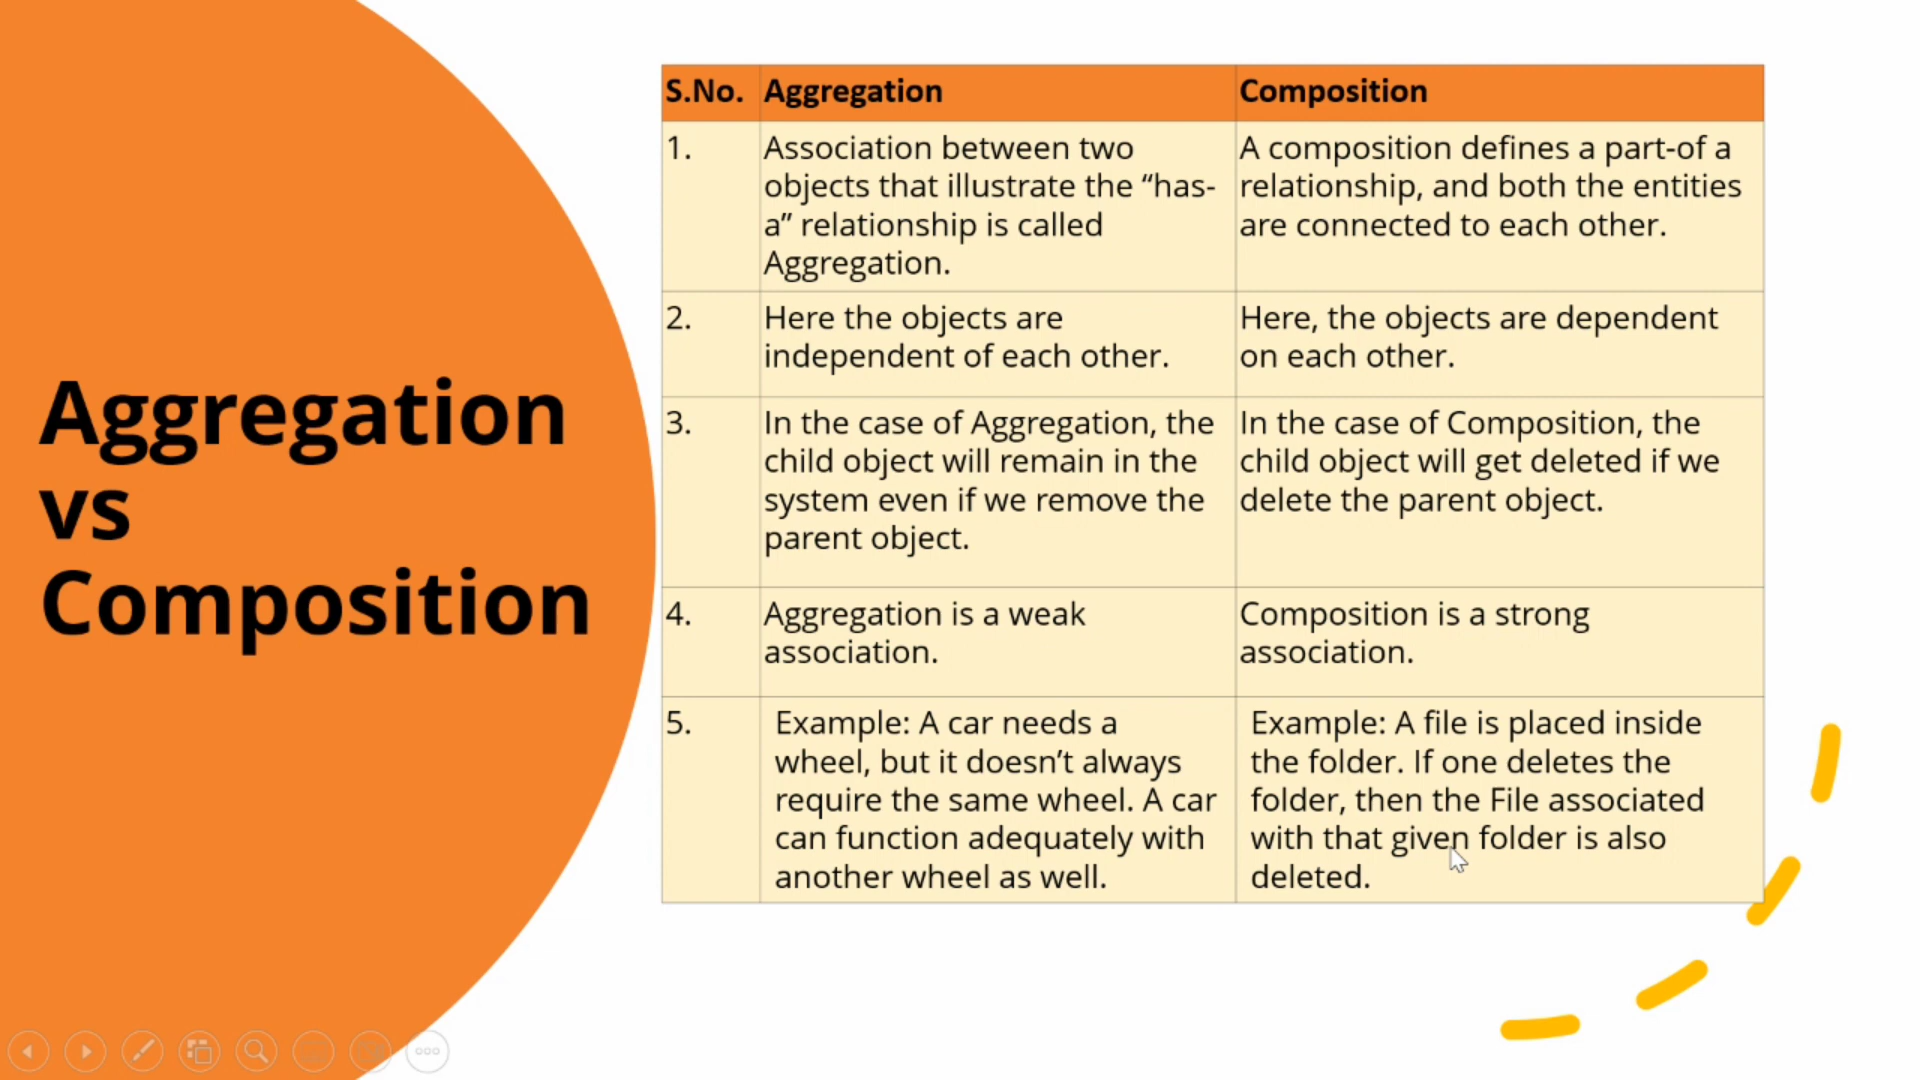 Aggregation
vs
Composition
S.No. Aggregation Composition
1.
Association between two
objects that illustrate the “has-
a” relationship is called
Aggregation.
A composition defines a part-of a
relationship, and both the entities
are connected to each other.
2.
Here the objects are
independent of each other.
Here, the objects are dependent
on each other.
3.
In the case of Aggregation, the
child object will remain in the
system even if we remove the
parent object.
In the case of Composition, the
child object will get deleted if we
delete the parent object.
4.
Aggregation is a weak
association.
Composition is a strong
association.
5.
Example: A car needs a
wheel, but it doesn’t always
require the same wheel. A car
can function adequately with
another wheel as well.
Example: A file is placed inside
the folder. If one deletes the
folder, then the File associated
with that given folder is also
deleted.